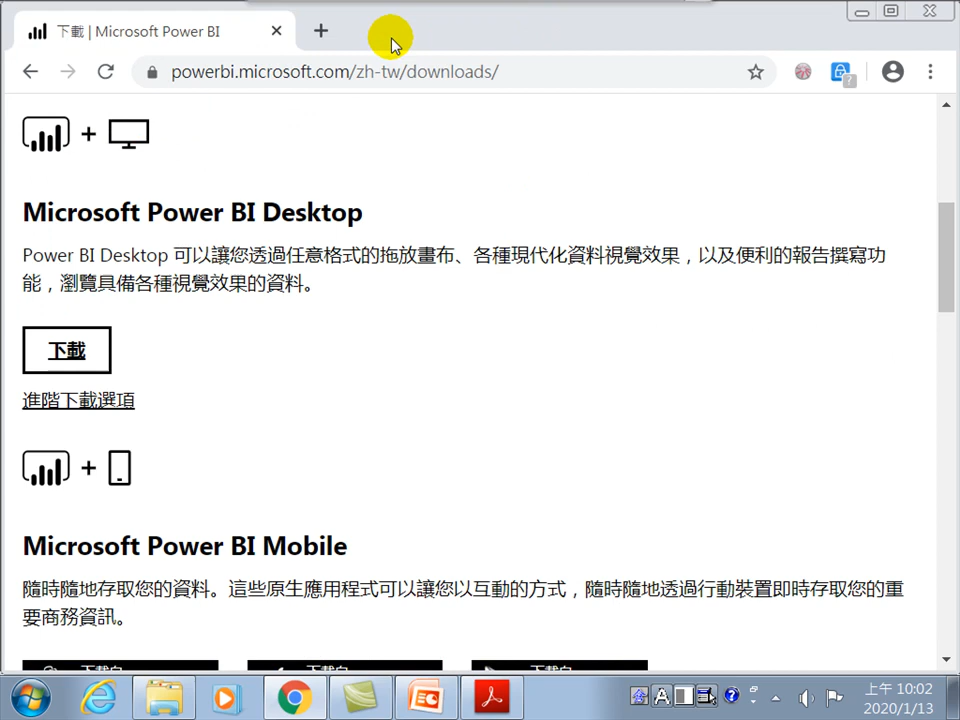 下載 | Microsoft Power BI
powerbi.microsoft.com/zh-tw/downloads/
Microsoft Power BI Desktop
Power BI Desktop 可以讓您透過任意格式的拖放畫布、各種現代化資料視覺效果，以及便利的報告撰寫功
能，瀏覽具備各種視覺效果的資料。
下載
進階下載選項
Microsoft Power BI Mobile
隨時隨地存取您的資料。這些原生應用程式可以讓您以互動的方式，隨時隨地透過行動裝置即時存取您的重
要商務資訊。
上午 10:02
2020/1/13